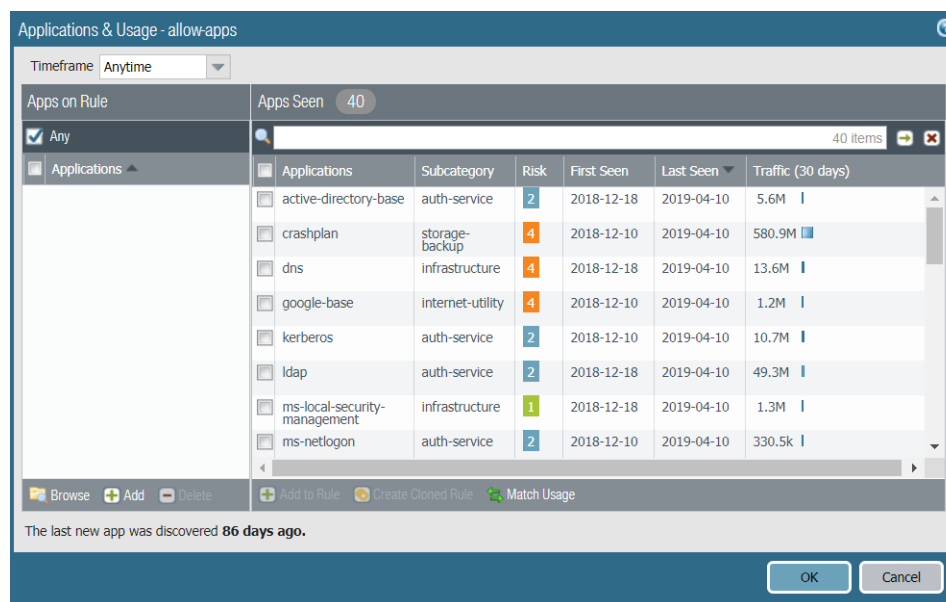 Applications & Usage - allow-apps
Timeframe Anytime
Apps on Rule
Apps Seen 40
Any
40 items
Applications
Applications Subcategory Risk First Seen Last Seen Traffic (30 days)
active-directory-base auth-service 2 2018-12-18 2019-04-10 5.6M
crashplan storage-backup 4 2018-12-10 2019-04-10 580.9M
dns infrastructure 4 2018-12-18 2019-04-10 13.6M
google-base internet-utility 4 2018-12-10 2019-04-10 1.2M
kerberos auth-service 2 2018-12-18 2019-04-10 10.7M
ldap auth-service 2 2018-12-18 2019-04-10 49.3M
ms-local-security-management infrastructure 1 2018-12-18 2019-04-10 1.3M
ms-netlogon auth-service 2 2018-12-10 2019-04-10 330.5k
Browse Add Delete
Add to Rule Create Cloned Rule Match Usage
The last new app was discovered 86 days ago.
OK Cancel